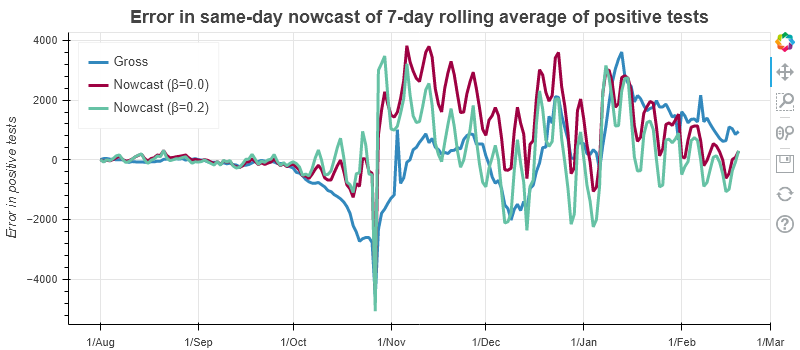 Error in same-day nowcast of 7-day rolling average of positive tests
Gross
Nowcast (β=0.0)
Nowcast (β=0.2)
Error in positive tests
4000
2000
0
−2000
−4000
1/Aug
1/Sep
1/Oct
1/Nov
1/Dec
1/Jan
1/Feb
1/Mar